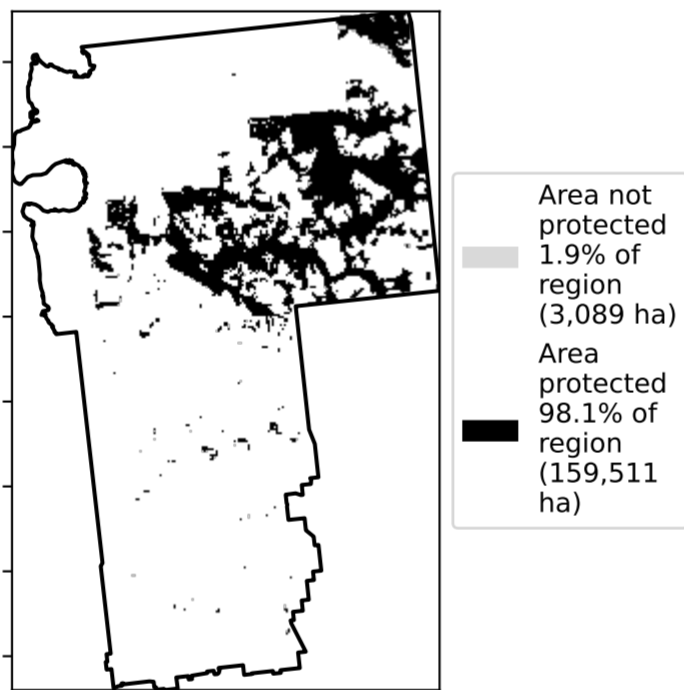 Area not
protected
1.9% of
region
(3,089 ha)
Area
protected
98.1% of
region
(159,511
ha)